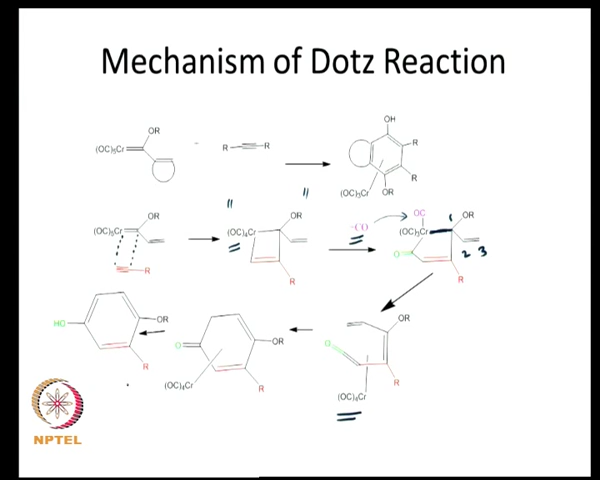 Mechanism of Dotz Reaction
OR
(OC)5Cr
R
R
OH
R
R
(OC)3Cr
OR
OR
(OC)5Cr
R
OR
(OC)4Cr
R
-CO
OC
OR
1
(OC)3Cr
2 3
O
R
HO
OR
R
O
OR
(OC)4Cr
R
OR
O
R
(OC)4Cr
NPTEL